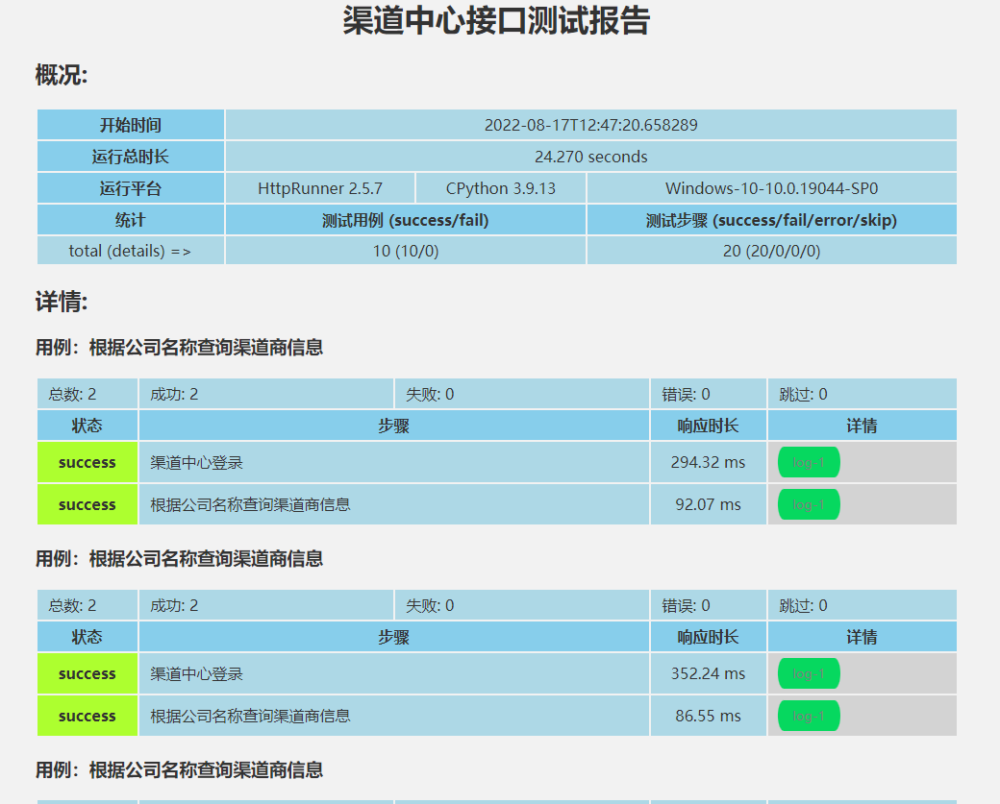 渠道中心接口测试报告
概况:
开始时间 2022-08-17T12:47:20.658289
运行总时长 24.270 seconds
运行平台 HttpRunner 2.5.7 CPython 3.9.13 Windows-10-10.0.19044-SP0
统计 测试用例 (success/fail) 测试步骤 (success/fail/error/skip)
total (details) => 10 (10/0) 20 (20/0/0/0)
详情:
用例：根据公司名称查询渠道商信息
总数: 2 成功: 2 失败: 0 错误: 0 跳过: 0
状态 步骤 响应时长 详情
success 渠道中心登录 294.32 ms log-1
success 根据公司名称查询渠道商信息 92.07 ms log-1
用例：根据公司名称查询渠道商信息
总数: 2 成功: 2 失败: 0 错误: 0 跳过: 0
状态 步骤 响应时长 详情
success 渠道中心登录 352.24 ms log-1
success 根据公司名称查询渠道商信息 86.55 ms log-1
用例：根据公司名称查询渠道商信息